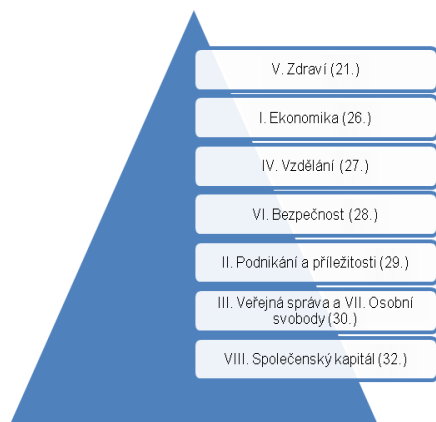 V. Zdraví (21.)
I. Ekonomika (26.)
IV. Vzdělání (27.)
VI. Bezpečnost (28.)
II. Podnikání a příležitosti (29.)
III. Veřejná správa a VII. Osobní
svobody (30.)
VIII. Společenský kapitál (32.)